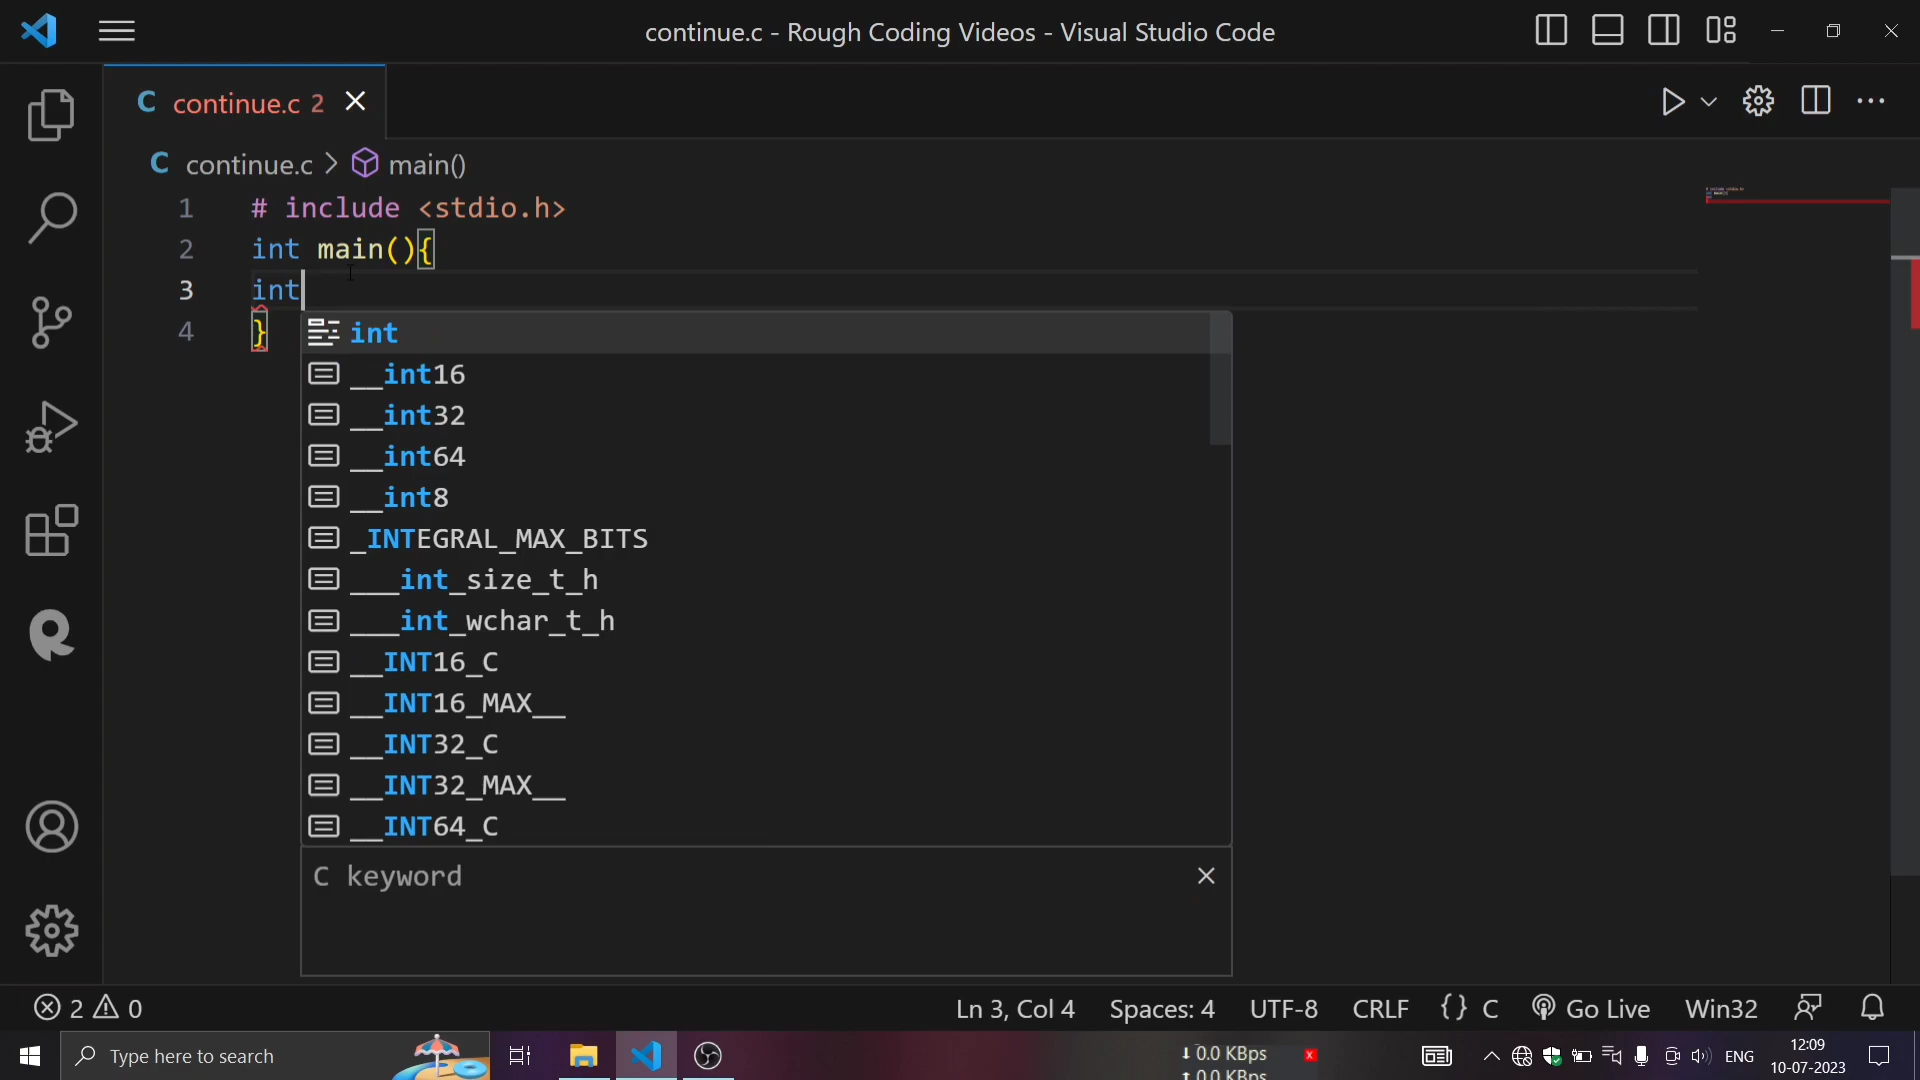 continue.c - Rough Coding Videos - Visual Studio Code
C continue.c 2
C continue.c > main()
1 # include <stdio.h>
2 int main(){
3 int
4 }
int
__int16
__int32
__int64
__int8
_INTEGRAL_MAX_BITS
___int_size_t_h
___int_wchar_t_h
__INT16_C
__INT16_MAX__
__INT32_C
__INT32_MAX__
__INT64_C
C keyword
2 0 Ln 3, Col 4 Spaces: 4 UTF-8 CRLF {} C Go Live Win32
Type here to search
0.0 KBps
0.0 KBps
ENG
12:09
10-07-2023